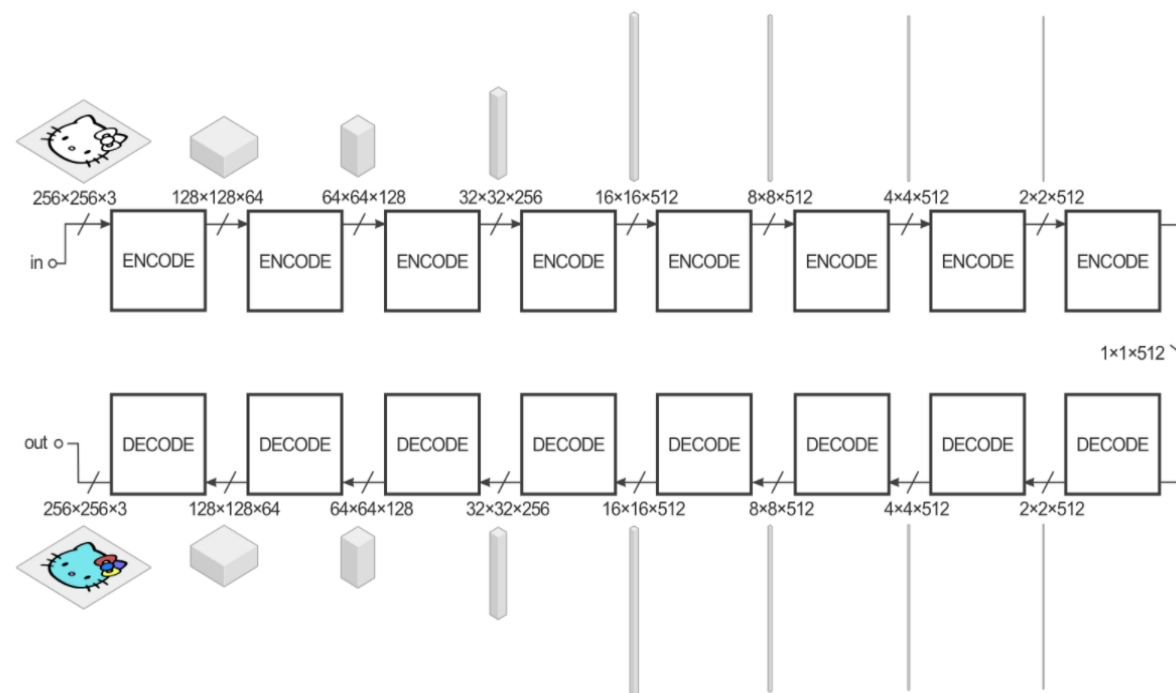 256×256×3 128×128×64 64×64×128 32×32×256 16×16×512 8×8×512 4×4×512 2×2×512
in ENCODE ENCODE ENCODE ENCODE ENCODE ENCODE ENCODE ENCODE
1×1×512
out DECODE DECODE DECODE DECODE DECODE DECODE DECODE DECODE
256×256×3 128×128×64 64×64×128 32×32×256 16×16×512 8×8×512 4×4×512 2×2×512